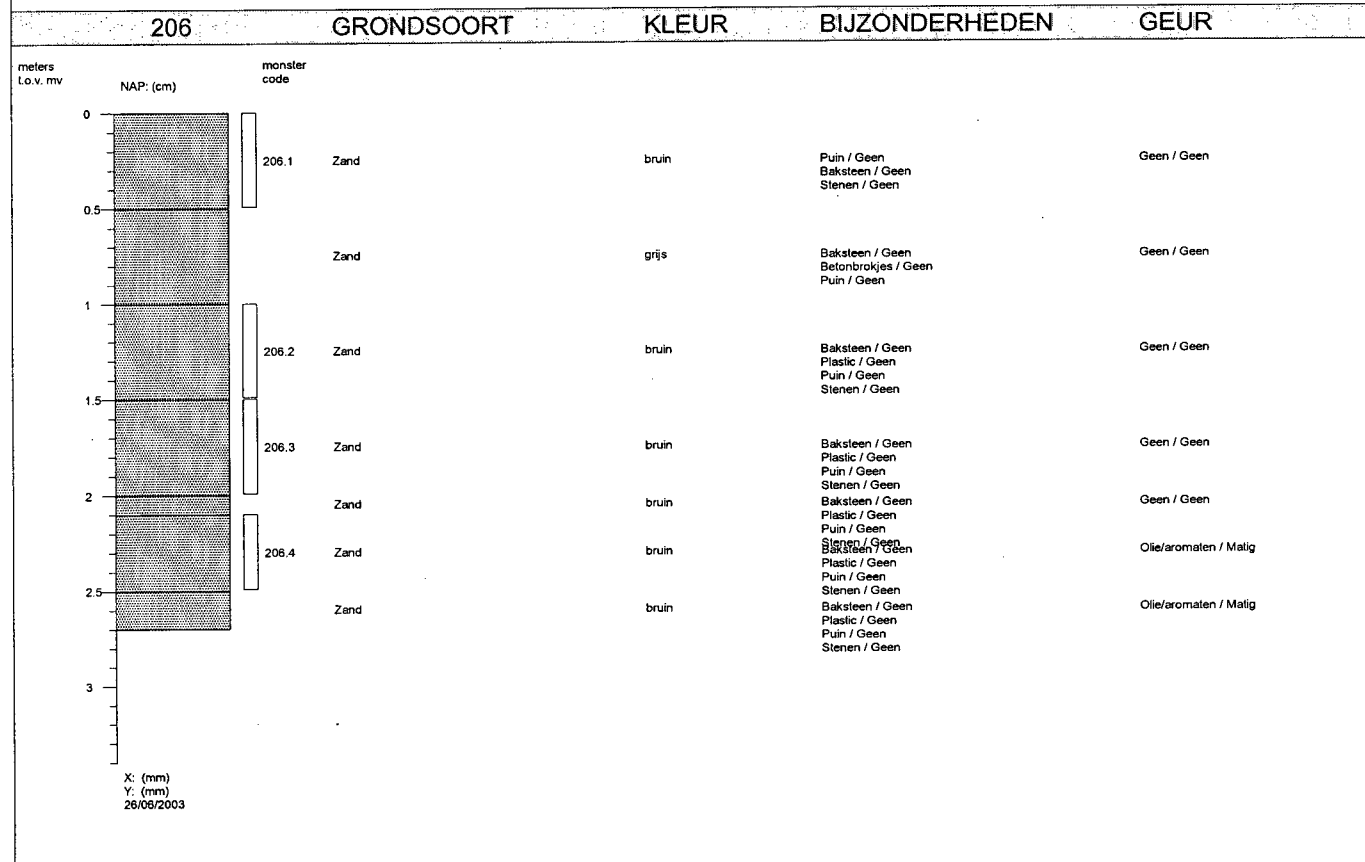 206 GRONDSOORT KLEUR BIJZONDERHEDEN GEUR
meters
t.o.v. mv
NAP: (cm)
monster
code
0
206.1 Zand bruin Puin / Geen Geen / Geen
Baksteen / Geen
Stenen / Geen
0.5
Zand grijs Baksteen / Geen Geen / Geen
Betonbrokjes / Geen
Puin / Geen
1
206.2 Zand bruin Baksteen / Geen Geen / Geen
Plastic / Geen
Puin / Geen
Stenen / Geen
1.5
206.3 Zand bruin Baksteen / Geen Geen / Geen
Plastic / Geen
Puin / Geen
Stenen / Geen
2
Zand bruin Baksteen / Geen Geen / Geen
Plastic / Geen
Puin / Geen
Stenen / Geen
206.4 Zand bruin Baksteen / Geen Olie/aromaten / Matig
Plastic / Geen
Puin / Geen
Stenen / Geen
2.5
Zand bruin Baksteen / Geen Olie/aromaten / Matig
Plastic / Geen
Puin / Geen
Stenen / Geen
3
X: (mm)
Y: (mm)
26/06/2003